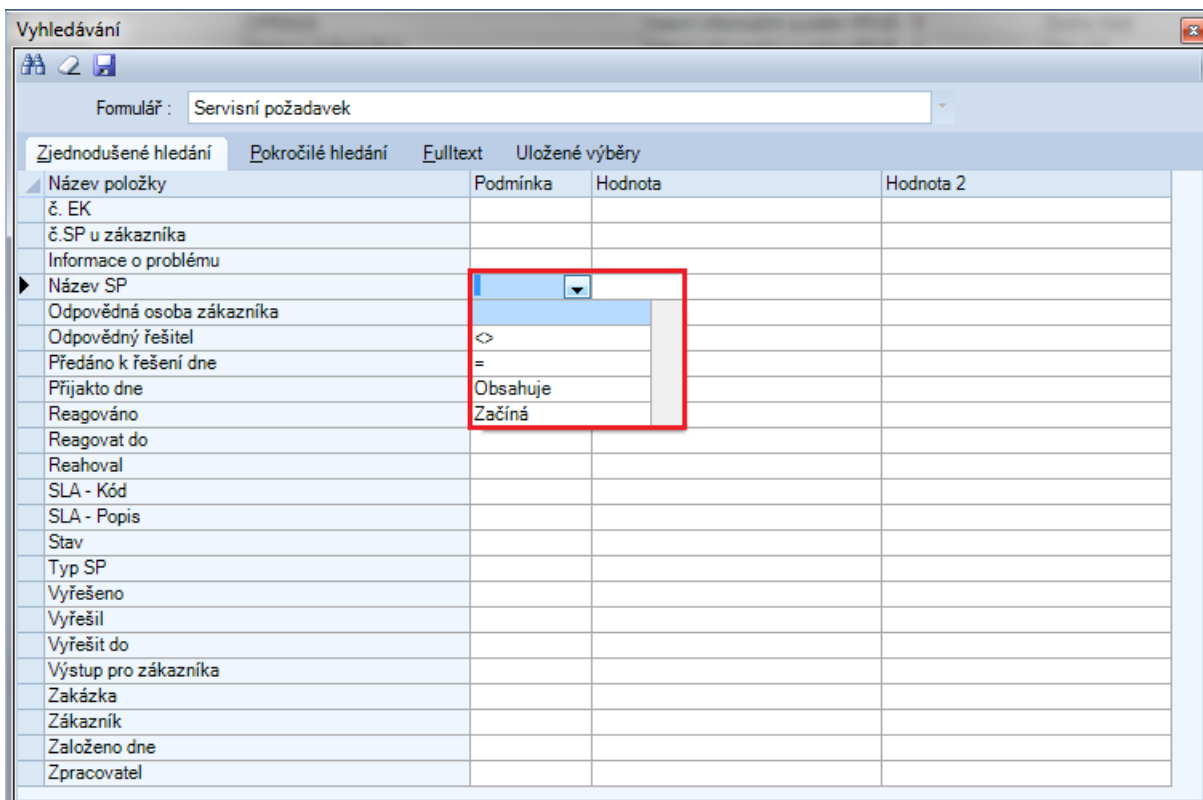 Vyhledávání
Formulář : Servisní požadavek
Zjednodušené hledání Pokročilé hledání Fulltext Uložené výběry
Název položky Podmínka Hodnota Hodnota 2
č. EK
č.SP u zákazníka
Informace o problému
Název SP
Odpovědná osoba zákazníka
Odpovědný řešitel <>
Předáno k řešení dne =
Přijakto dne Obsahuje
Reagováno Začíná
Reagovat do
Reahoval
SLA - Kód
SLA - Popis
Stav
Typ SP
Vyřešeno
Vyřešil
Vyřešit do
Výstup pro zákazníka
Zakázka
Zákazník
Založeno dne
Zpracovatel